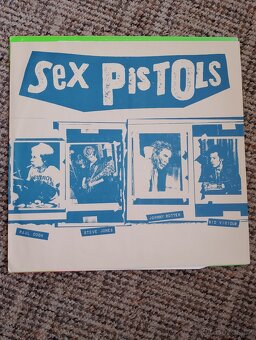 Sex PISTOLS
PAUL COOK
STEVE JONES
JOHNNY ROTTEN
SID VICIOUS